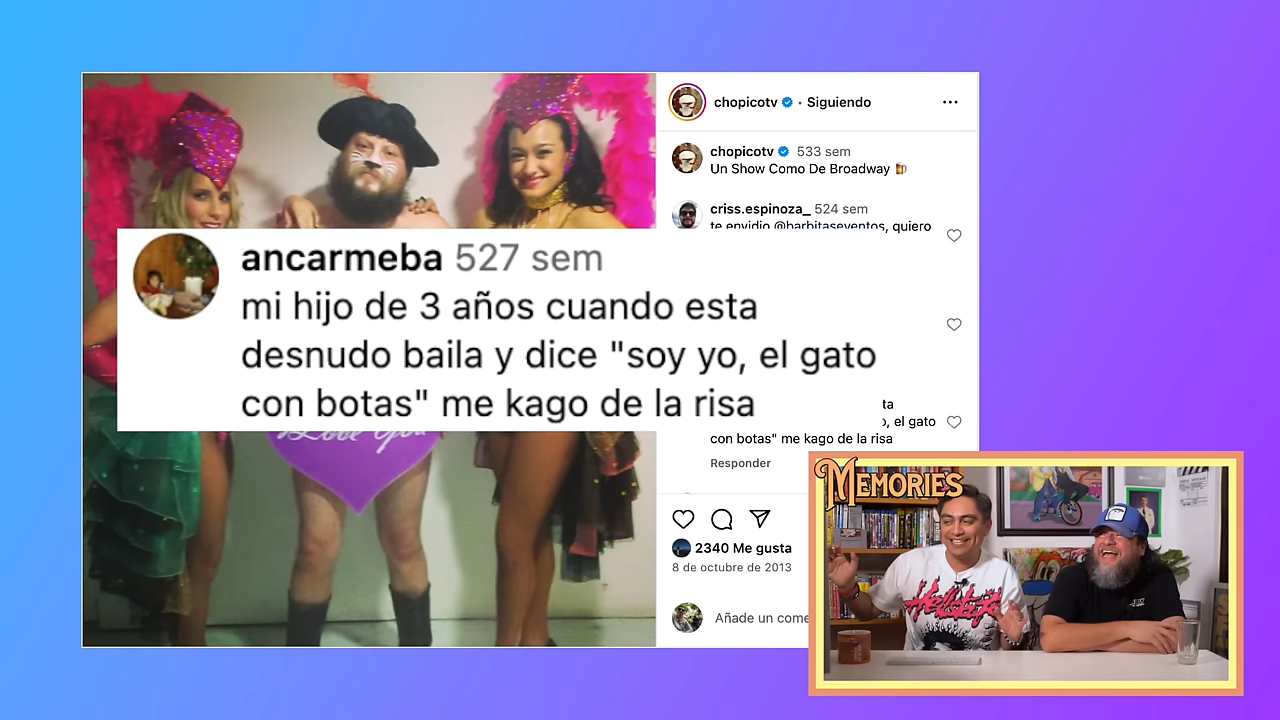 chopicotv • Siguiendo
chopicotv 533 sem
Un Show Como De Broadway
criss.espinoza_ 524 sem
te envidio @barbitaseventos, quiero
ancarmeba 527 sem
mi hijo de 3 años cuando esta
desnudo baila y dice "soy yo, el gato
con botas" me kago de la risa
ta
, el gato
con botas" me kago de la risa
Responder
I Love You
2340 Me gusta
8 de octubre de 2013
Añade un come
MEMORIES